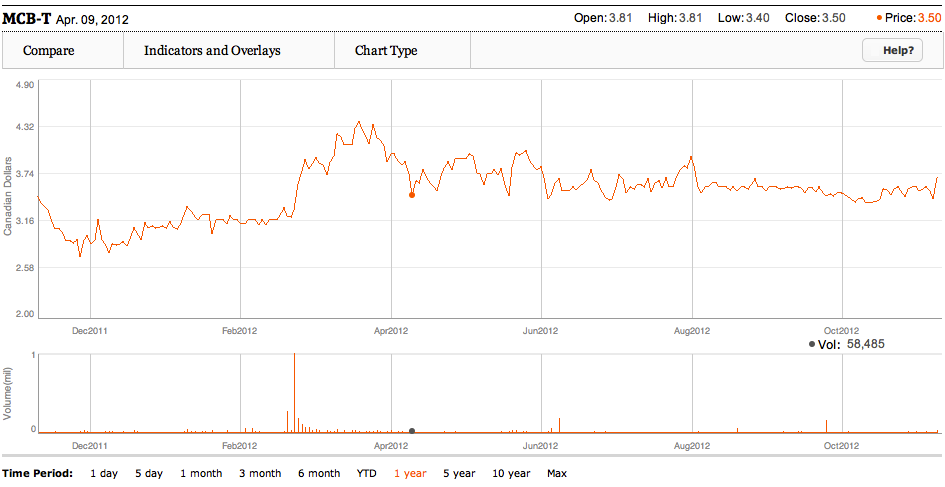 MCB-T Apr. 09, 2012 Open: 3.81 High: 3.81 Low: 3.40 Close: 3.50 Price: 3.50
Compare Indicators and Overlays Chart Type Help?
4.90
4.32
3.74
3.16
2.58
2.00
Canadian Dollars
Dec2011 Feb2012 Apr2012 Jun2012 Aug2012 Oct2012
Vol: 58,485
1
0
Volume(mil)
Dec2011 Feb2012 Apr2012 Jun2012 Aug2012 Oct2012
Time Period: 1 day 5 day 1 month 3 month 6 month YTD 1 year 5 year 10 year Max